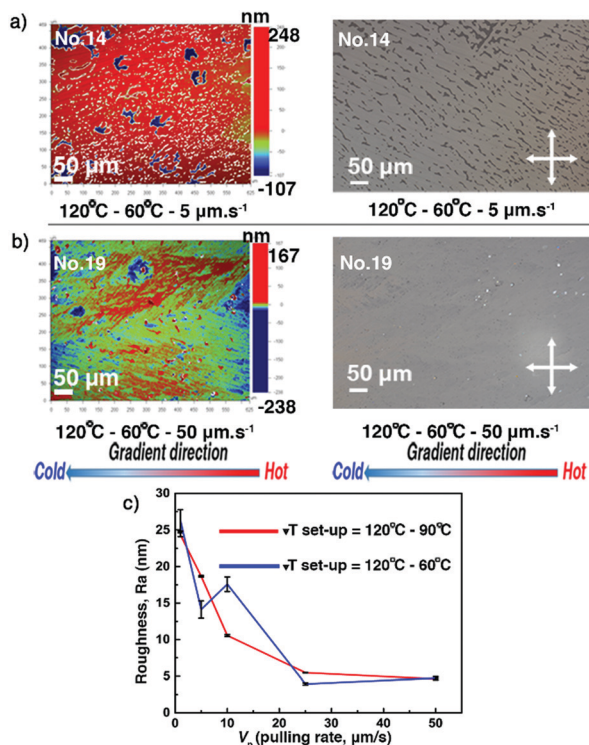 a)
nm
248
No.14
50 µm
-107
120°C - 60°C - 5 µm.s⁻¹
No.14
50 µm
120°C - 60°C - 5 µm.s⁻¹
b)
nm
167
No.19
50 µm
-238
120°C - 60°C - 50 µm.s⁻¹
No.19
50 µm
120°C - 60°C - 50 µm.s⁻¹
Gradient direction
Cold Hot
Gradient direction
Cold Hot
c)
30
25
20
15
10
5
0
Roughness, Ra (nm)
▼T set-up = 120°C - 90°C
▼T set-up = 120°C - 60°C
0 10 20 30 40 50
Vₚ (pulling rate, µm/s)